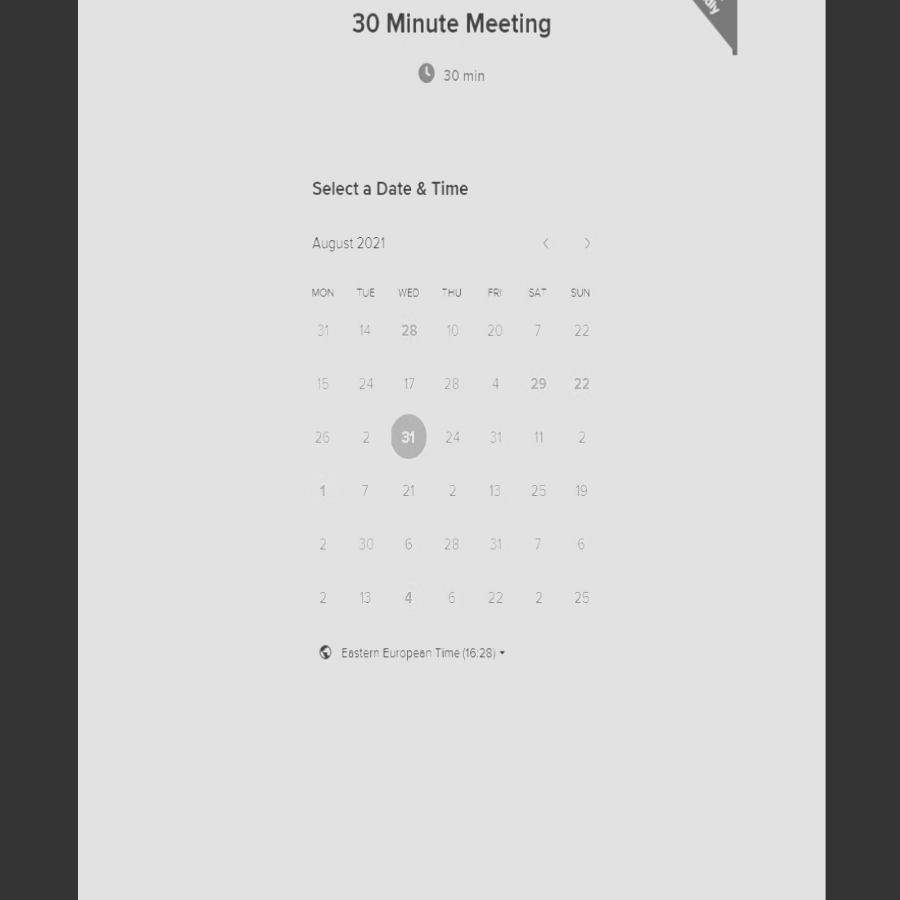 30 Minute Meeting
30 min
Select a Date & Time
August 2021
MON TUE WED THU FRI SAT SUN
31 14 28 10 20 7 22
15 24 17 28 4 29 22
26 2 31 24 31 11 2
1 7 21 2 13 25 19
2 30 6 28 31 7 6
2 13 4 6 22 2 25
Eastern European Time (16:28)